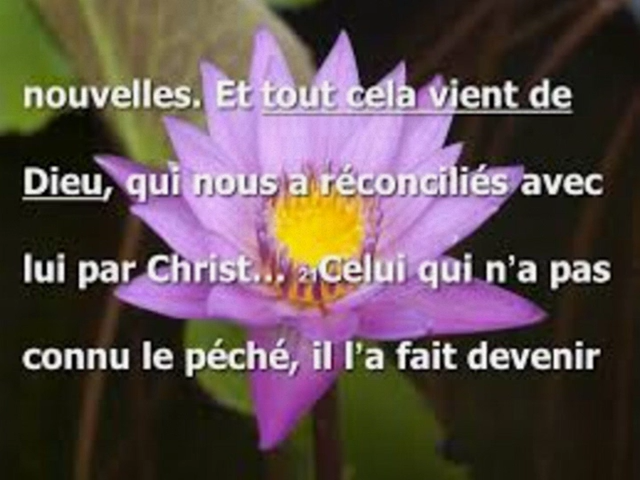 nouvelles. Et tout cela vient de
Dieu, qui nous a réconciliés avec
lui par Christ... 21Celui qui n'a pas
connu le péché, il l'a fait devenir